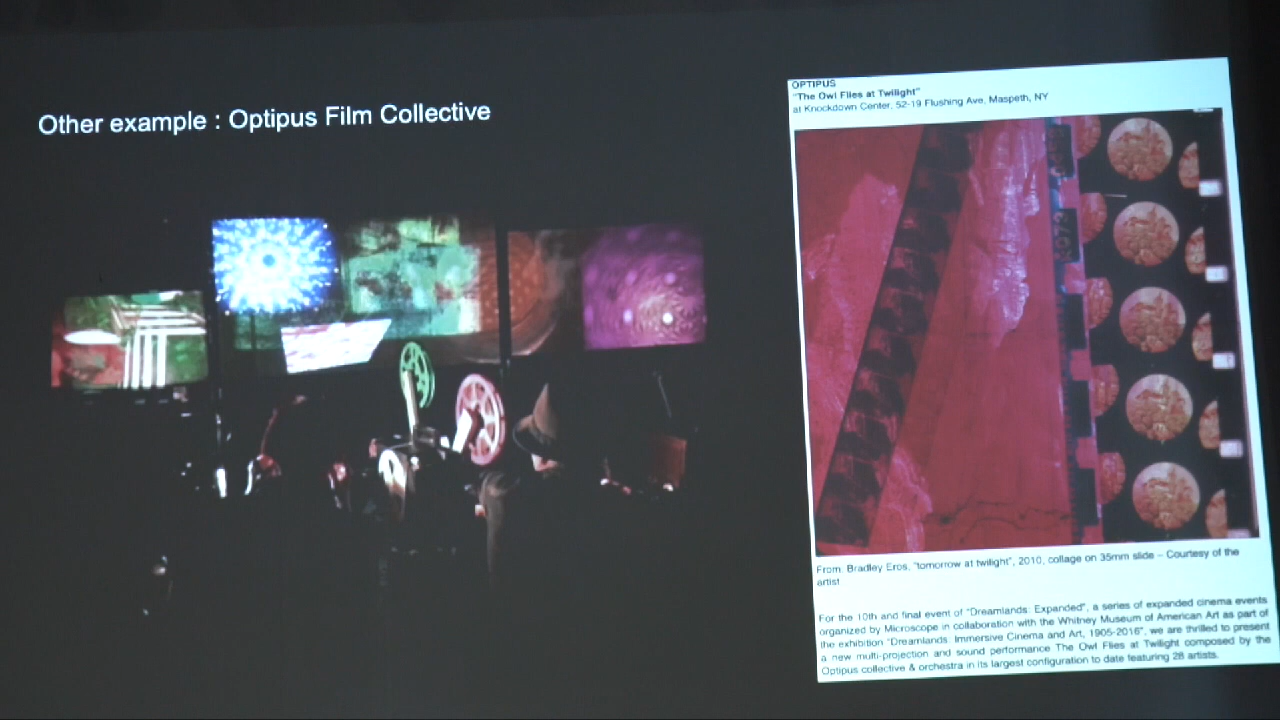 Other example : Optipus Film Collective
OPTIPUS
"The Owl Flies at Twilight"
at Knockdown Center, 52-19 Flushing Ave, Maspeth, NY
From: Bradley Eros, "tomorrow at twilight", 2010, collage on 35mm slide – Courtesy of the
artist
For the 10th and final event of "Dreamlands: Expanded", a series of expanded cinema events
organized by Microscope in collaboration with the Whitney Museum of American Art as part of
the exhibition "Dreamlands: Immersive Cinema and Art, 1905-2016", we are thrilled to present
a new multi-projection and sound performance The Owl Flies at Twilight composed by the
Optipus collective & orchestra in its largest configuration to date featuring 28 artists.